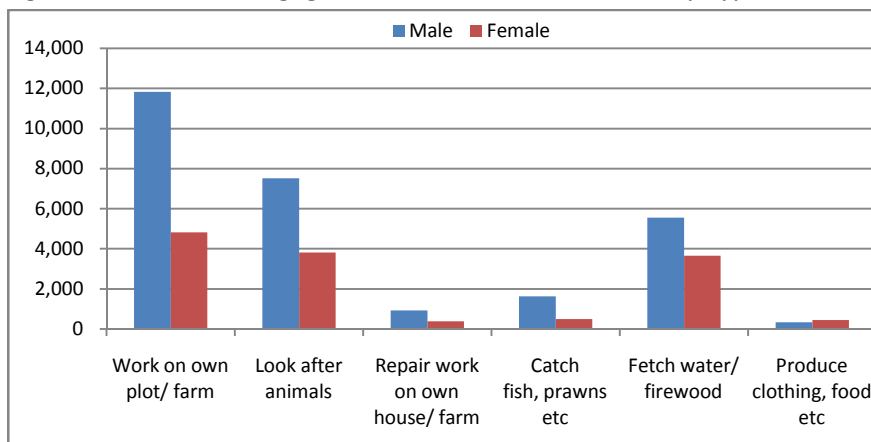 Male Female
14,000
12,000
10,000
8,000
6,000
4,000
2,000
0
Work on own plot/ farm
Look after animals
Repair work on own house/ farm
Catch fish, prawns etc
Fetch water/ firewood
Produce clothing, food etc